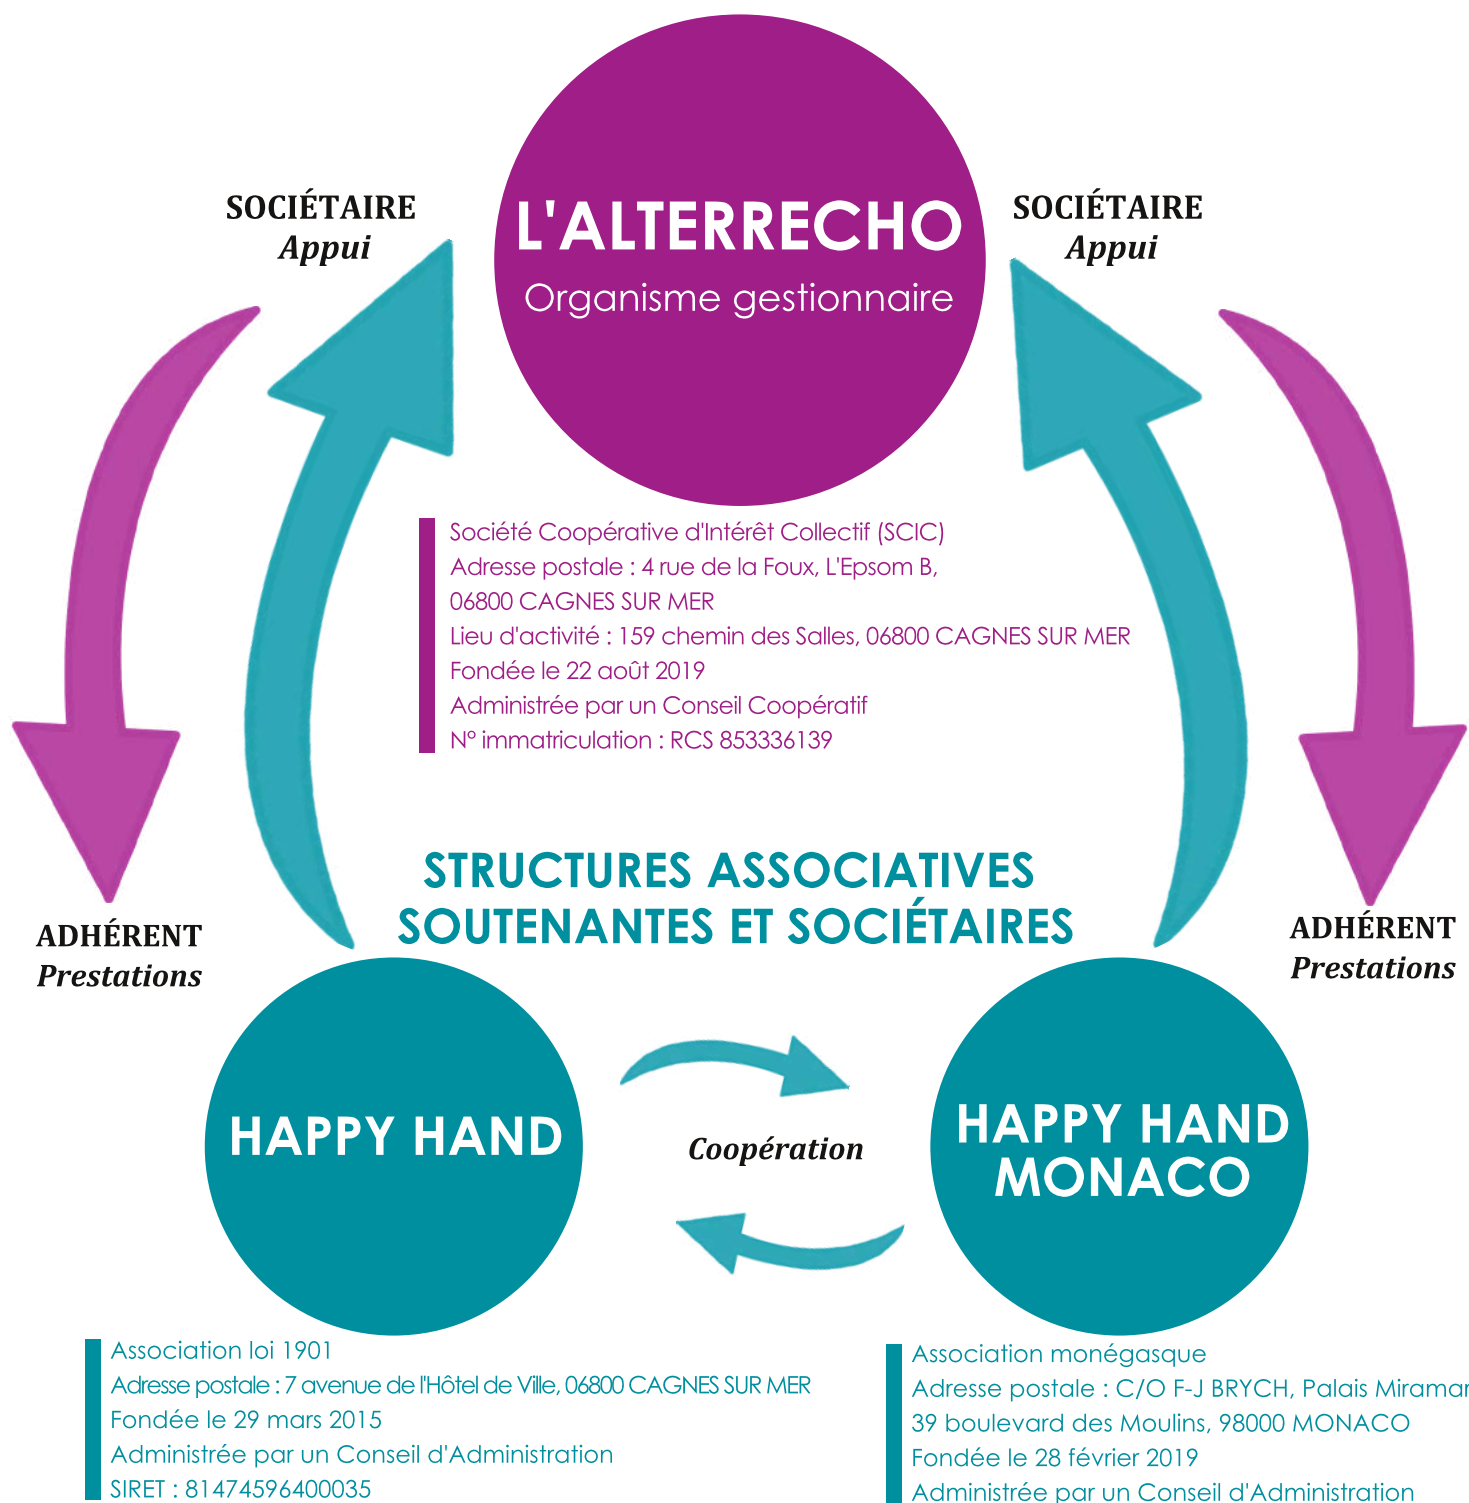 SOCIÉTAIRE
Appui
L'ALTERRECHO
Organisme gestionnaire
SOCIÉTAIRE
Appui
Société Coopérative d'Intérêt Collectif (SCIC)
Adresse postale : 4 rue de la Foux, L'Epsom B,
06800 CAGNES SUR MER
Lieu d'activité : 159 chemin des Salles, 06800 CAGNES SUR MER
Fondée le 22 août 2019
Administrée par un Conseil Coopératif
N° immatriculation : RCS 853336139
STRUCTURES ASSOCIATIVES
SOUTENANTES ET SOCIÉTAIRES
ADHÉRENT
Prestations
ADHÉRENT
Prestations
HAPPY HAND
Coopération
HAPPY HAND
MONACO
Association loi 1901
Adresse postale : 7 avenue de l'Hôtel de Ville, 06800 CAGNES SUR MER
Fondée le 29 mars 2015
Administrée par un Conseil d'Administration
SIRET : 81474596400035
Association monégasque
Adresse postale : C/O F-J BRYCH, Palais Miramar
39 boulevard des Moulins, 98000 MONACO
Fondée le 28 février 2019
Administrée par un Conseil d'Administration